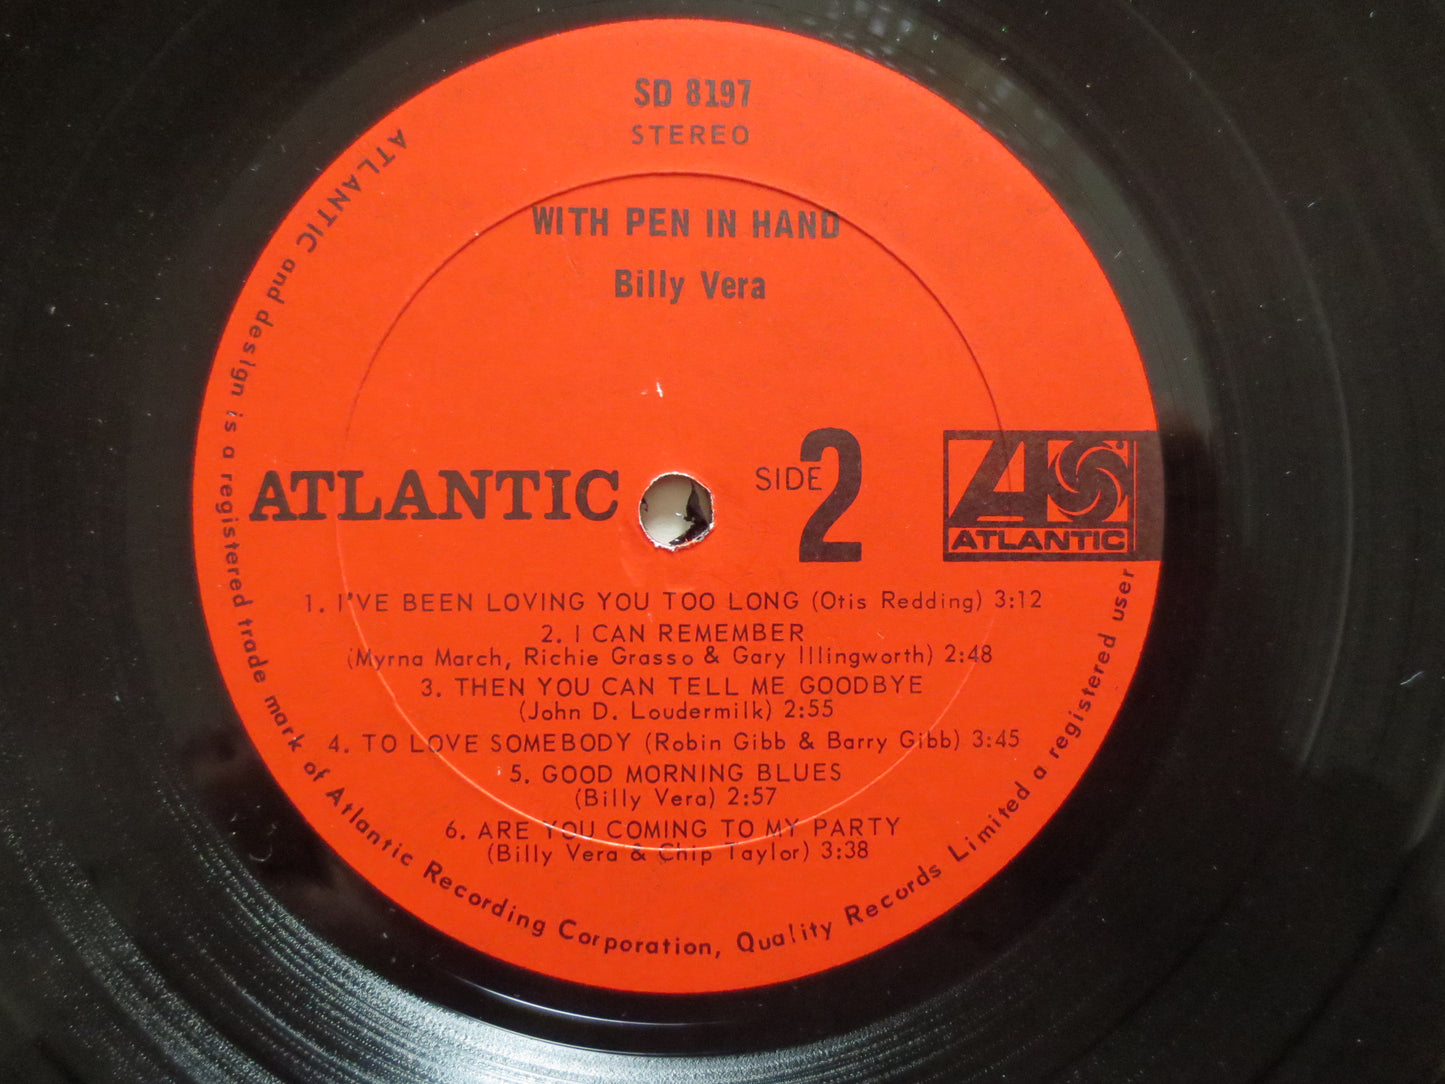 SD 8197
STEREO
WITH PEN IN HAND
Billy Vera
ATLANTIC
SIDE 2
ATLANTIC
1. I'VE BEEN LOVING YOU TOO LONG (Otis Redding) 3:12
2. I CAN REMEMBER
(Myrna March, Richie Grasso & Gary Illingworth) 2:48
3. THEN YOU CAN TELL ME GOODBYE
(John D. Loudermilk) 2:55
4. TO LOVE SOMEBODY (Robin Gibb & Barry Gibb) 3:45
5. GOOD MORNING BLUES
(Billy Vera) 2:57
6. ARE YOU COMING TO MY PARTY
(Billy Vera & Chip Taylor) 3:38
ATLANTIC and design is a registered trade mark of Atlantic Recording Corporation, Quality Records Limited a registered user